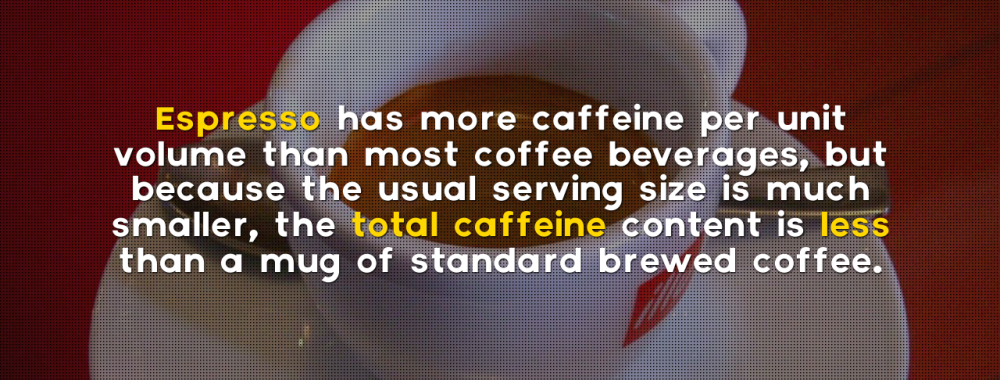 Espresso has more caffeine per unit
volume than most coffee beverages, but
because the usual serving size is much
smaller, the total caffeine content is less
than a mug of standard brewed coffee.